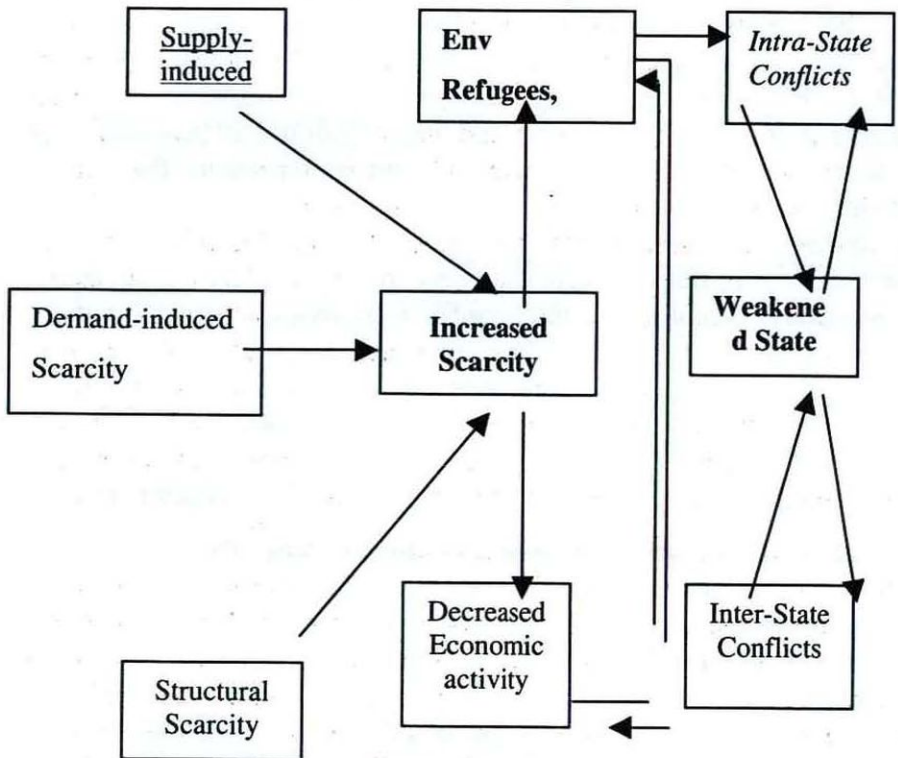 Supply-
induced
Env
Refugees,
Intra-State
Conflicts
Demand-induced
Scarcity
Increased
Scarcity
Weakene
d State
Structural
Scarcity
Decreased
Economic
activity
Inter-State
Conflicts